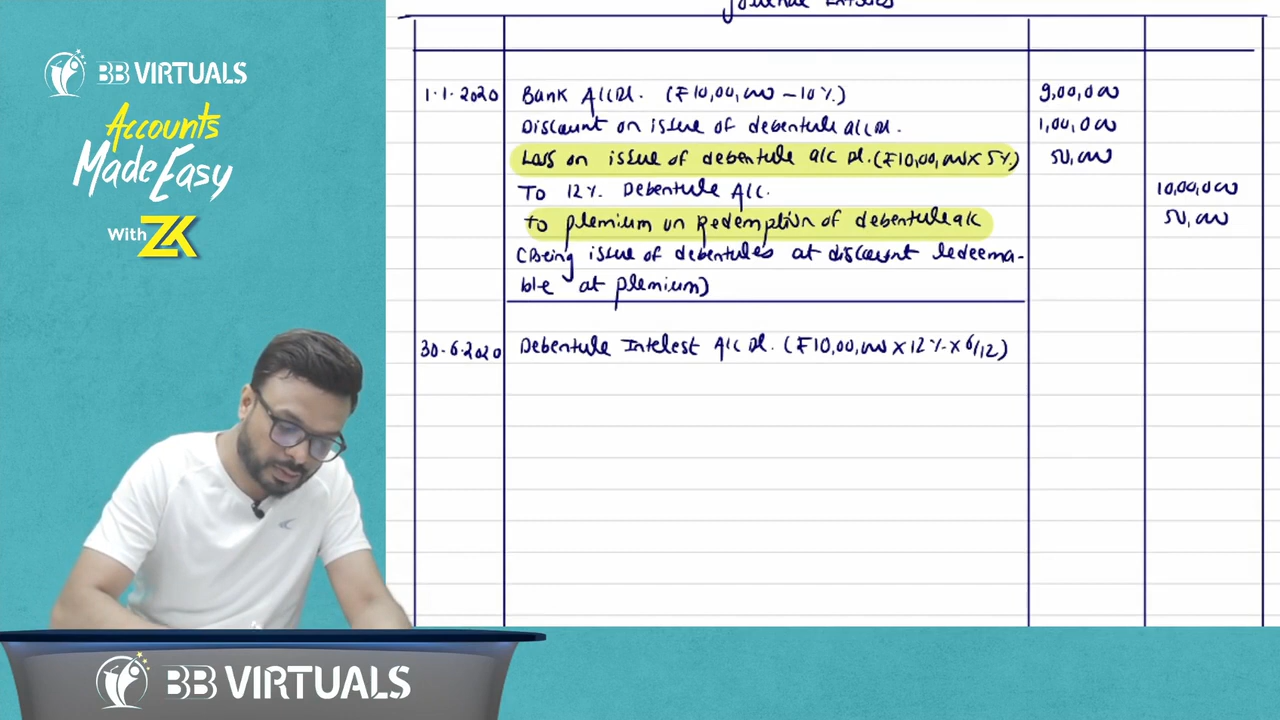 Journal Entries
BB VIRTUALS
Accounts
Made Easy
With ZK
1.1.2020 Bank A/c Dr. (₹10,00,000 - 10%) 9,00,000
Discount on issue of debenture a/c Dr. 1,00,000
Loss on issue of debenture a/c Dr. (₹10,00,000 x 5%) 50,000
To 12% Debenture A/c. 10,00,000
To premium on Redemption of debenture a/c 50,000
(Being issue of debentures at discount redeema-
ble at premium)
30.6.2020 Debenture Interest A/c Dr. (₹10,00,000 x 12% x 6/12)
BB VIRTUALS